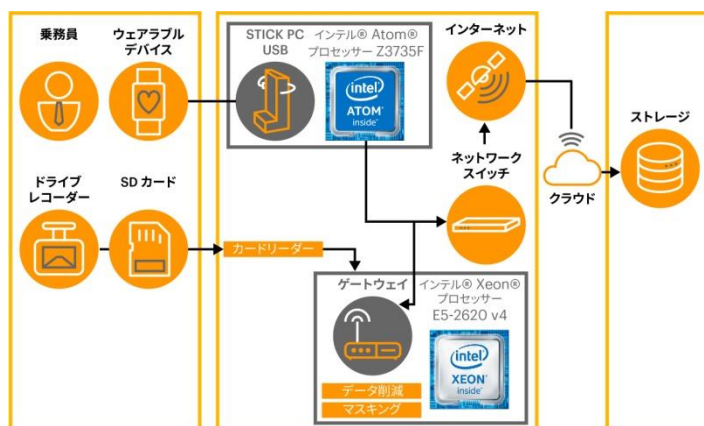 乗務員
ウェアラブル
デバイス
STICK PC
USB
インテル® Atom®
プロセッサー Z3735F
intel
ATOM
inside
インターネット
ストレージ
ドライブ
レコーダー
SD カード
ネットワーク
スイッチ
クラウド
カードリーダー
ゲートウェイ
インテル® Xeon®
プロセッサー
E5-2620 v4
intel
XEON
inside
データ削減
マスキング